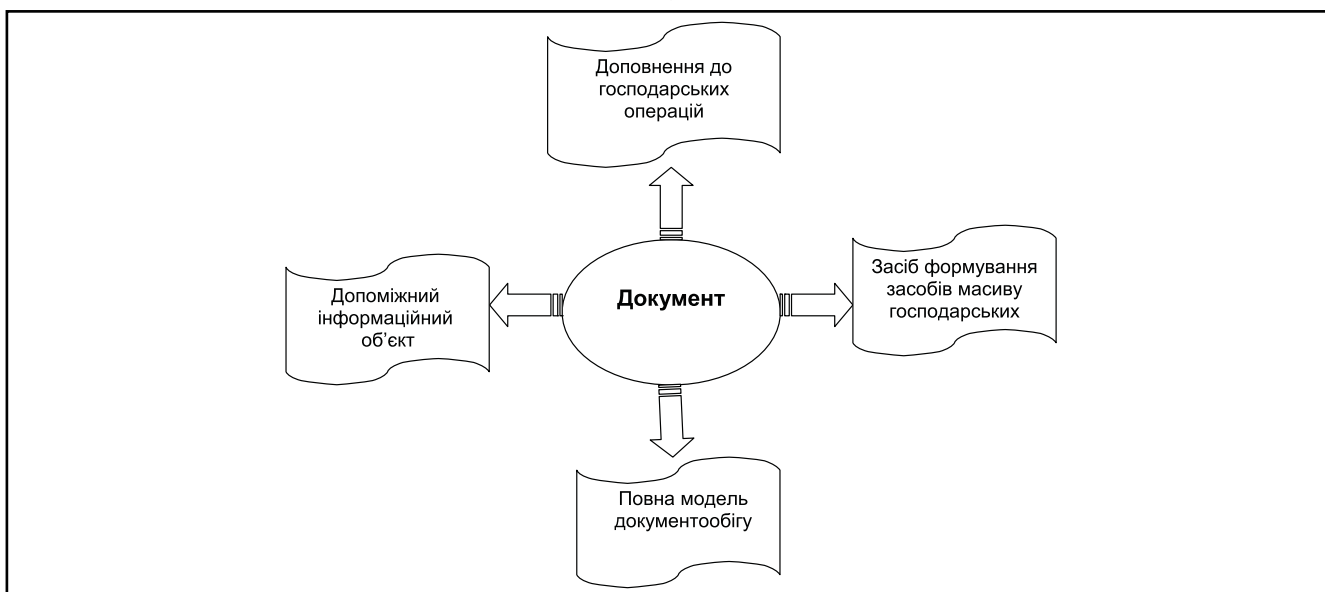 Доповнення до
господарських
операцій
Допоміжний
інформаційний
об’єкт
Документ
Засіб формування
засобів масиву
господарських
Повна модель
документообігу